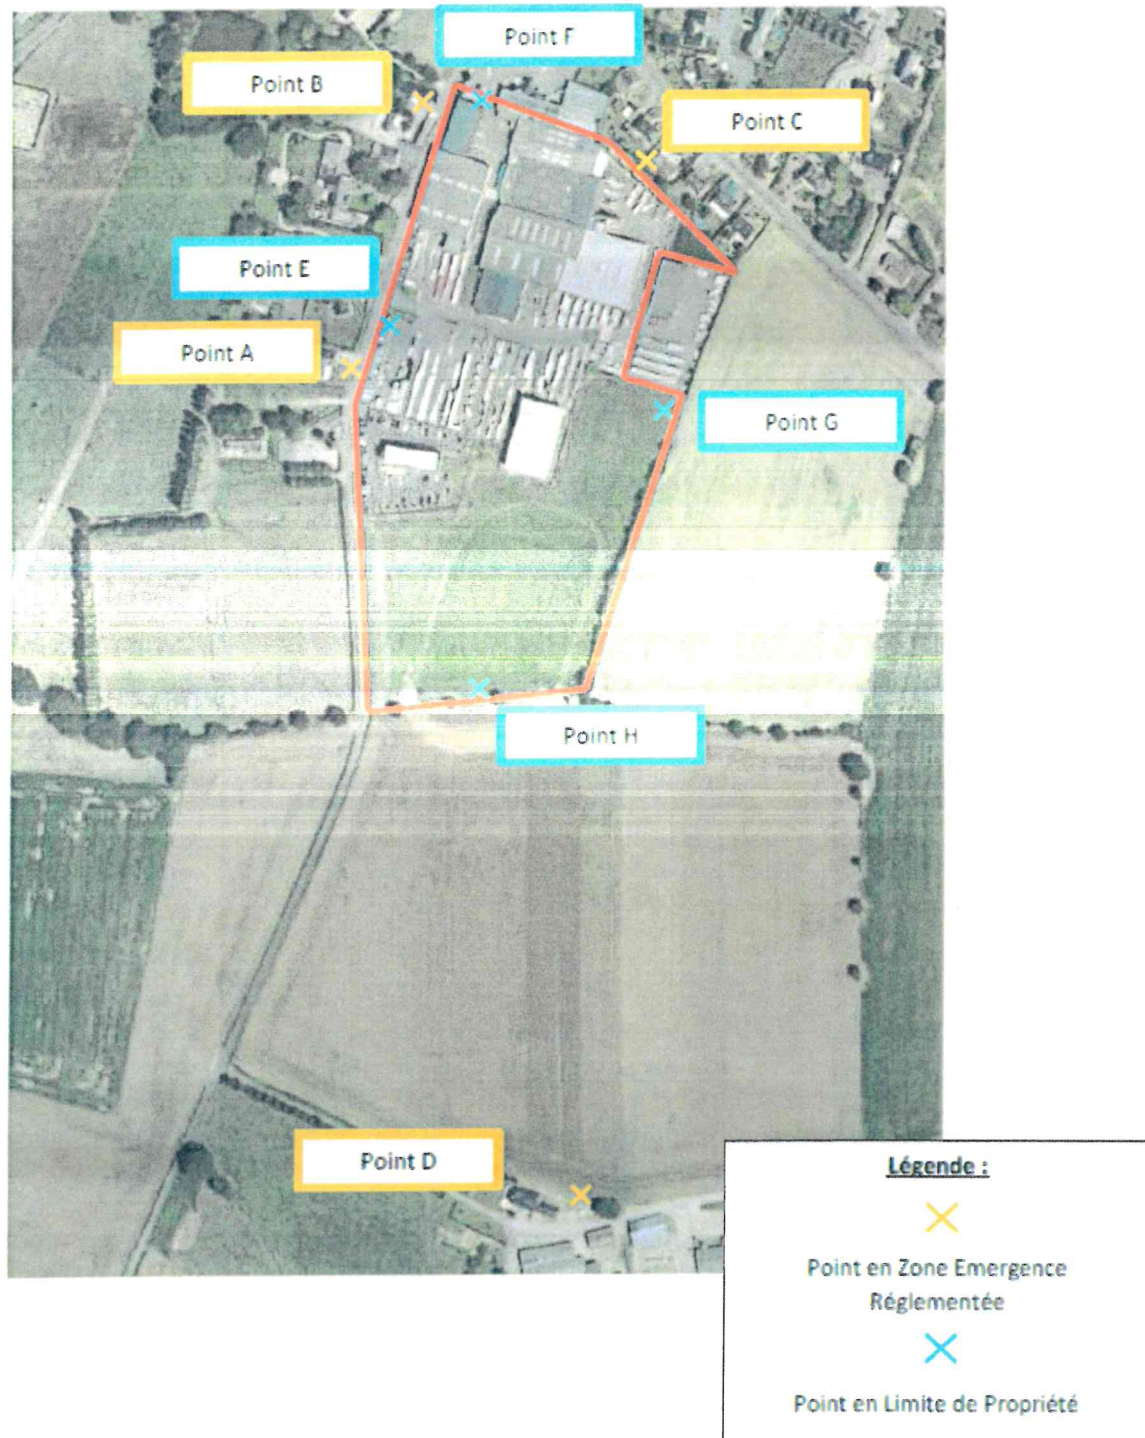 Point F
Point B
Point C
Point E
Point A
Point G
Point H
Point D
Légende :
Point en Zone Emergence
Réglementée
Point en Limite de Propriété